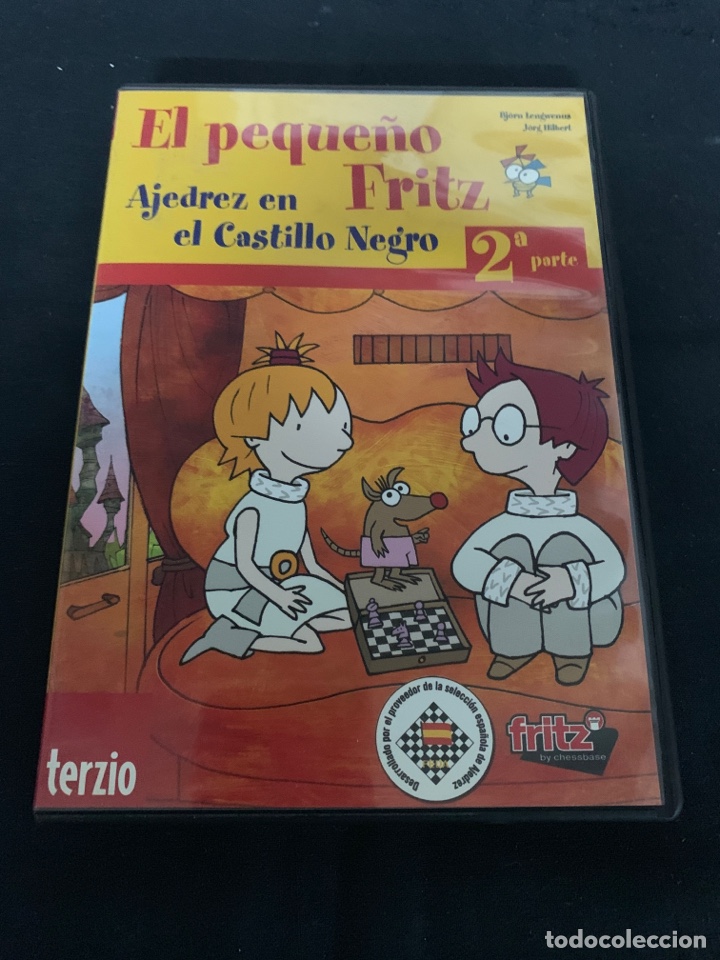 El pequeño
Fritz
Björn Lengwenus
Jörg Hilbert
Ajedrez en
el Castillo Negro
2ª parte
Desarrollado por el proveedor de la selección española de Ajedrez
fritz
by chessbase
terzio
todocoleccion